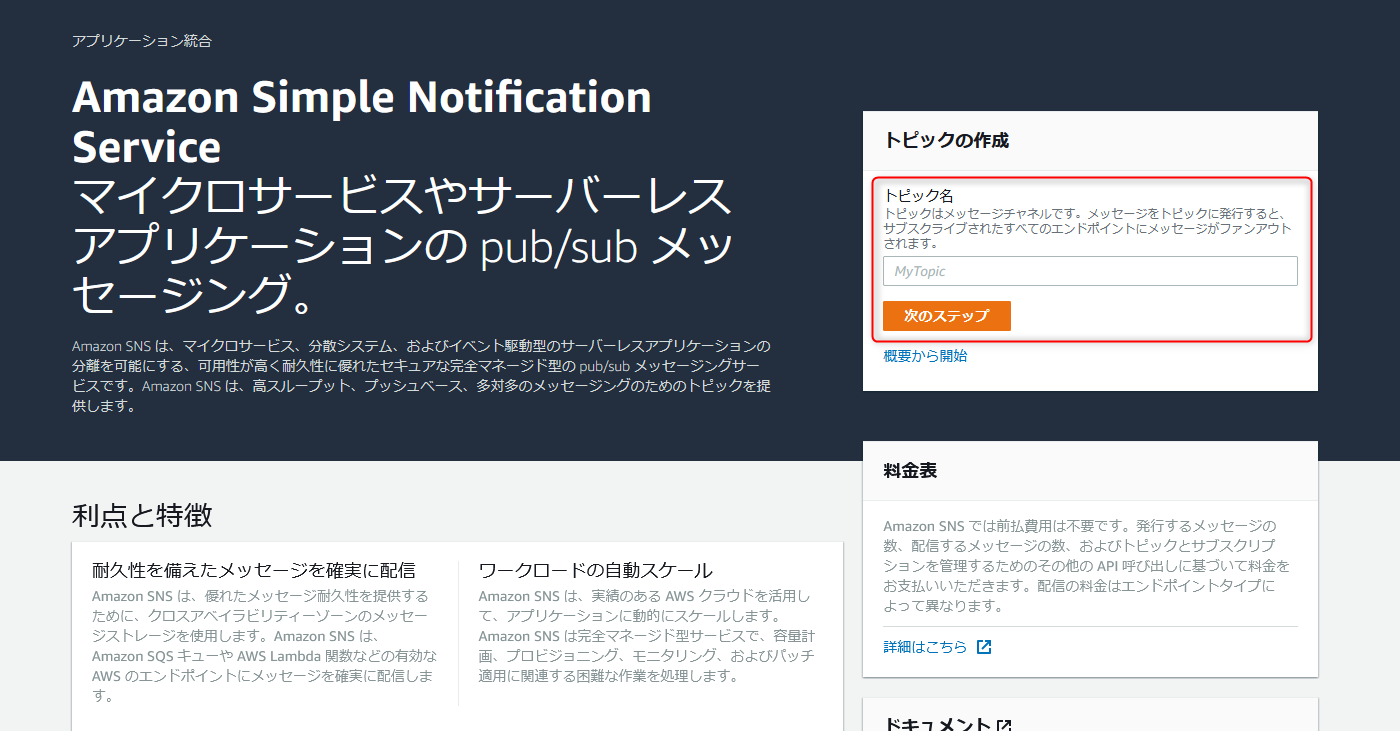 アプリケーション統合
Amazon Simple Notification
Service
マイクロサービスやサーバーレス
アプリケーションの pub/sub メッ
セージング。
Amazon SNS は、マイクロサービス、分散システム、およびイベント駆動型のサーバーレスアプリケーションの
分離を可能にする、可用性が高く耐久性に優れたセキュアな完全マネージド型の pub/sub メッセージングサー
ビスです。Amazon SNS は、高スループット、プッシュベース、多対多のメッセージングのためのトピックを提
供します。
トピックの作成
トピック名
トピックはメッセージチャネルです。メッセージをトピックに発行すると、
サブスクライブされたすべてのエンドポイントにメッセージがファンアウト
されます。
MyTopic
次のステップ
概要から開始
料金表
Amazon SNS では前払費用は不要です。発行するメッセージの
数、配信するメッセージの数、およびトピックとサブスクリプ
ションを管理するためのその他の API 呼び出しに基づいて料金を
お支払いいただきます。配信の料金はエンドポイントタイプに
よって異なります。
詳細はこちら
ドキュメント
利点と特徴
耐久性を備えたメッセージを確実に配信
Amazon SNS は、優れたメッセージ耐久性を提供する
ために、クロスアベイラビリティーゾーンのメッセー
ジストレージを使用します。Amazon SNS は、
Amazon SQS キューや AWS Lambda 関数などの有効な
AWS のエンドポイントにメッセージを確実に配信しま
す。
ワークロードの自動スケール
Amazon SNS は、実績のある AWS クラウドを活用し
て、アプリケーションに動的にスケールします。
Amazon SNS は完全マネージド型サービスで、容量計
画、プロビジョニング、モニタリング、およびパッチ
適用に関連する困難な作業を処理します。